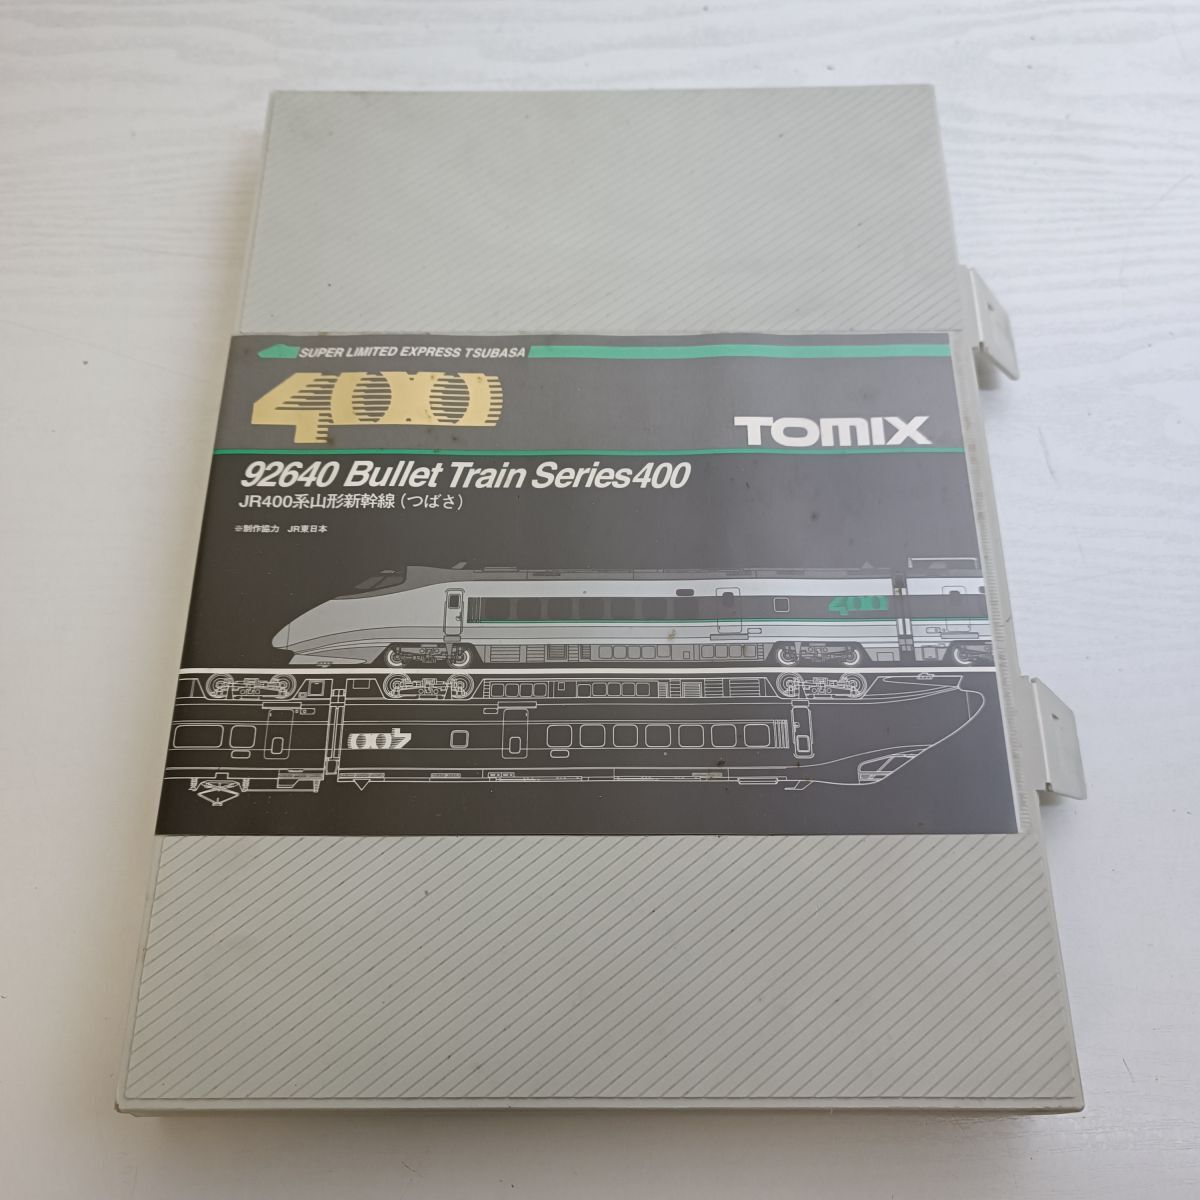 SUPER LIMITED EXPRESS TSUBASA
400
TOMIX
92640 Bullet Train Series400
JR400系山形新幹線(つばさ)
※制作協力 JR東日本
400
400